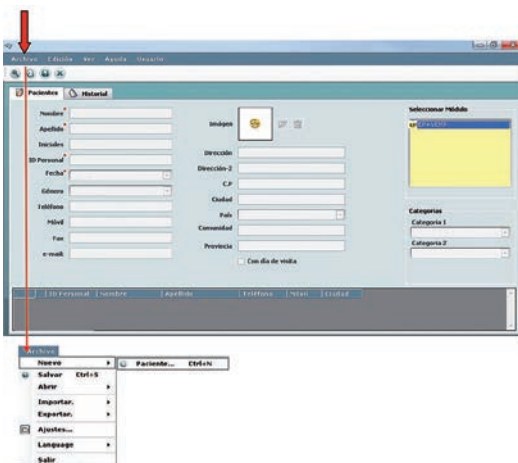 Archivo Edición Ver Ayuda Usuario
Pacientes Historial
Nombre*
Apellido*
Iniciales
ID Personal*
Fecha*
Género
Teléfono
Móvil
Fax
e-mail
Imágen
Dirección
Dirección-2
C.P
Ciudad
País
Comunidad
Provincia
Con día de visita
Seleccionar Módulo
Categorías
Categoría 1
Categoría 2
ID Personal Nombre Apellido Teléfono Ciudad
Archivo
Nuevo
Paciente... Ctrl+N
Salvar Ctrl+S
Abrir
Importar.
Exportar.
Ajustes...
Language
Salir